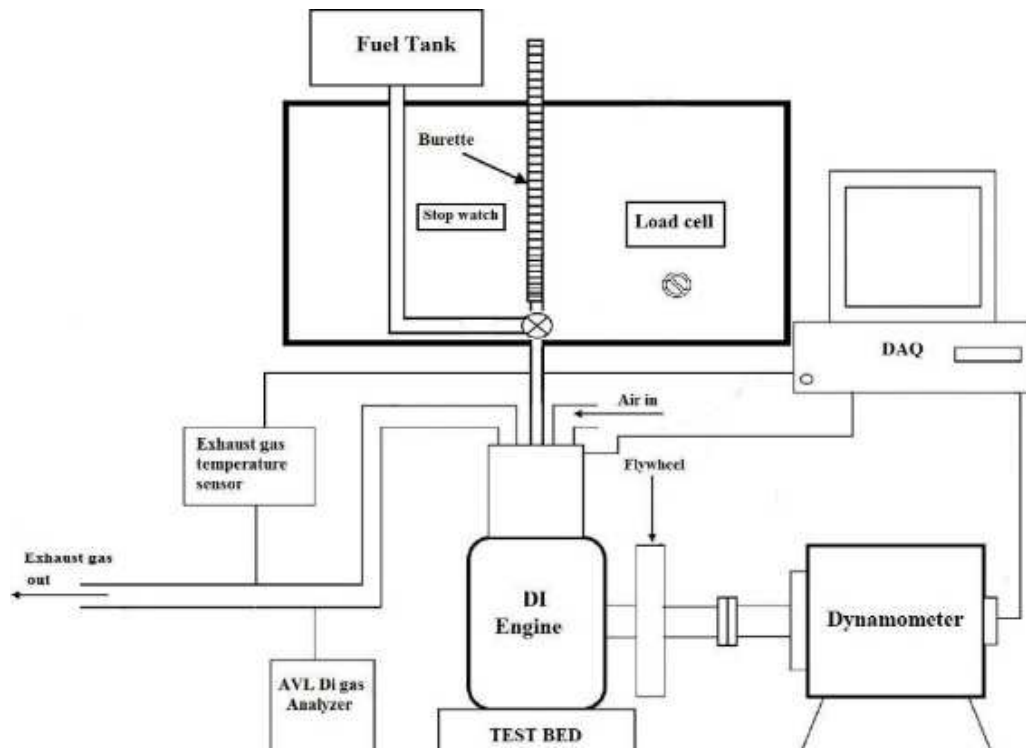 Fuel Tank
Burette
Stop watch
Load cell
DAQ
Air in
Exhaust gas
temperature
sensor
Flywheel
Exhaust gas
out
DI
Engine
Dynamometer
AVL Di gas
Analyzer
TEST BED